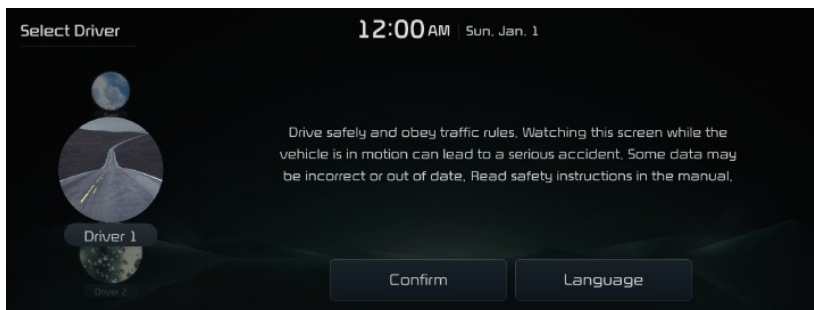 Select Driver
12:00 AM Sun, Jan. 1
Drive safely and obey traffic rules. Watching this screen while the
vehicle is in motion can lead to a serious accident. Some data may
be incorrect or out of date. Read safety instructions in the manual.
Driver 1
Driver 2
Confirm
Language